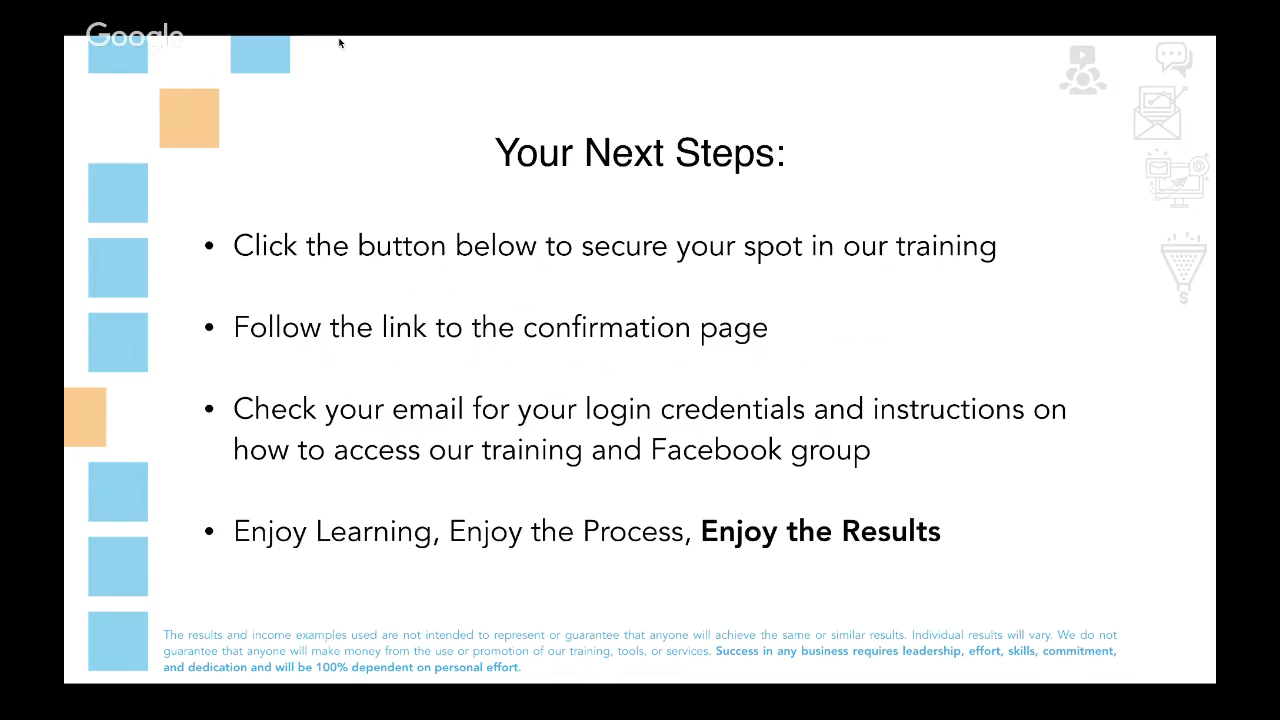 Google
Your Next Steps:
• Click the button below to secure your spot in our training
• Follow the link to the confirmation page
• Check your email for your login credentials and instructions on
how to access our training and Facebook group
• Enjoy Learning, Enjoy the Process, Enjoy the Results
The results and income examples used are not intended to represent or guarantee that anyone will achieve the same or similar results. Individual results will vary. We do not
guarantee that anyone will make money from the use or promotion of our training, tools, or services. Success in any business requires leadership, effort, skills, commitment,
and dedication and will be 100% dependent on personal effort.